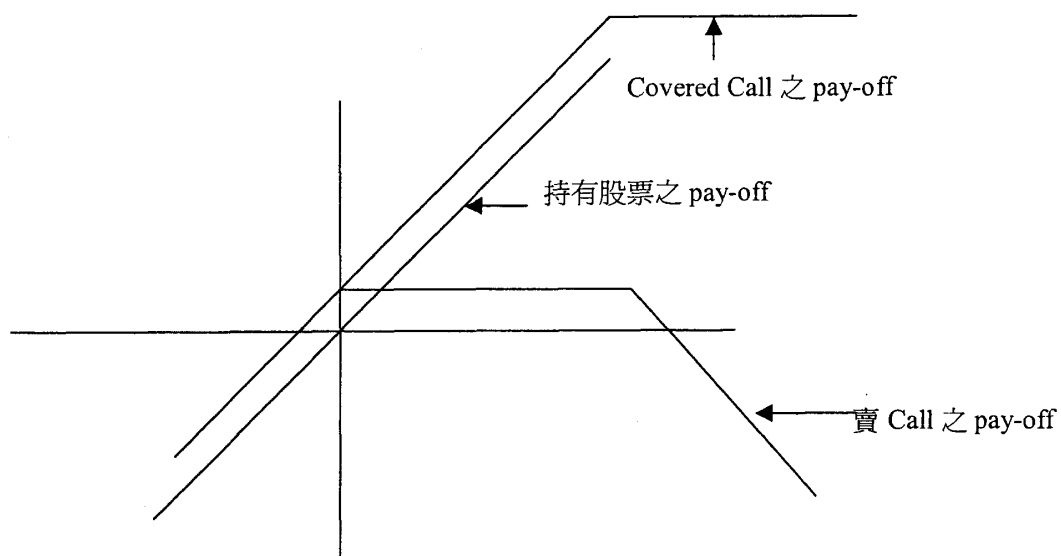 Covered Call 之 pay-off
持有股票之 pay-off
賣 Call 之 pay-off